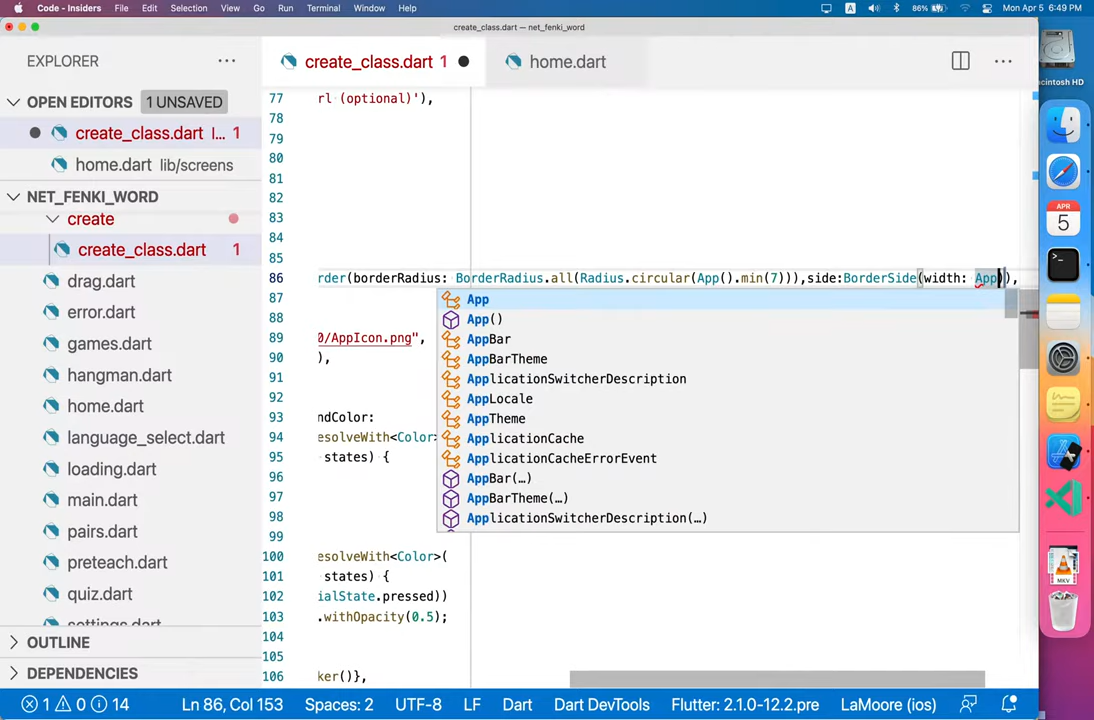 Code - Insiders File Edit Selection View Go Run Terminal Window Help A 86% Mon Apr 5 6:49 PM
create_class.dart — net_fenki_word
EXPLORER
create_class.dart 1
home.dart
OPEN EDITORS 1 UNSAVED
create_class.dart l... 1
home.dart lib/screens
NET_FENKI_WORD
create
create_class.dart 1
drag.dart
error.dart
games.dart
hangman.dart
home.dart
language_select.dart
loading.dart
main.dart
pairs.dart
preteach.dart
quiz.dart
settings.dart
OUTLINE
DEPENDENCIES
77 rl (optional)'),
78
79
80
81
82
83
84
85
86 rder(borderRadius: BorderRadius.all(Radius.circular(App().min(7))),side:BorderSide(width: App)),
87
88
89 0/AppIcon.png",
90 ),
91
92
93 ndColor:
94 esolveWith<Color>
95 states) {
96
97
98
99
100 esolveWith<Color>(
101 states) {
102 ialState.pressed))
103 .withOpacity(0.5);
104
105
106 ker()},
App
App()
AppBar
AppBarTheme
ApplicationSwitcherDescription
AppLocale
AppTheme
ApplicationCache
ApplicationCacheErrorEvent
AppBar(…)
AppBarTheme(…)
ApplicationSwitcherDescription(…)
acintosh HD
APR
5
1 0 14 Ln 86, Col 153 Spaces: 2 UTF-8 LF Dart Dart DevTools Flutter: 2.1.0-12.2.pre LaMoore (ios)